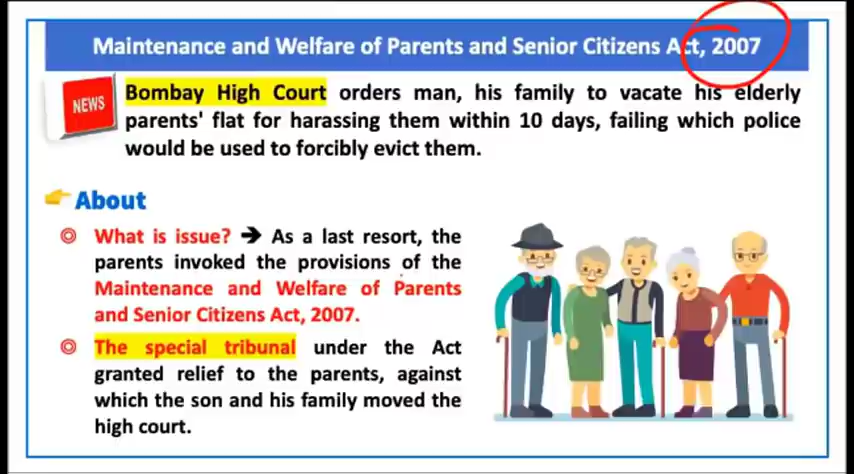 Maintenance and Welfare of Parents and Senior Citizens Act, 2007
NEWS
Bombay High Court orders man, his family to vacate his elderly
parents' flat for harassing them within 10 days, failing which police
would be used to forcibly evict them.
About
What is issue? ➔ As a last resort, the
parents invoked the provisions of the
Maintenance and Welfare of Parents
and Senior Citizens Act, 2007.
The special tribunal under the Act
granted relief to the parents, against
which the son and his family moved the
high court.